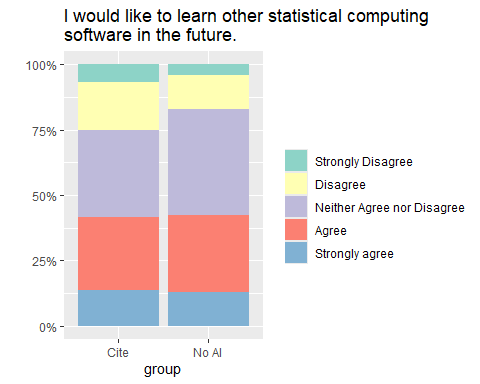 I would like to learn other statistical computing
software in the future.
100%
75%
50%
25%
0%
Cite
No AI
group
Strongly Disagree
Disagree
Neither Agree nor Disagree
Agree
Strongly agree